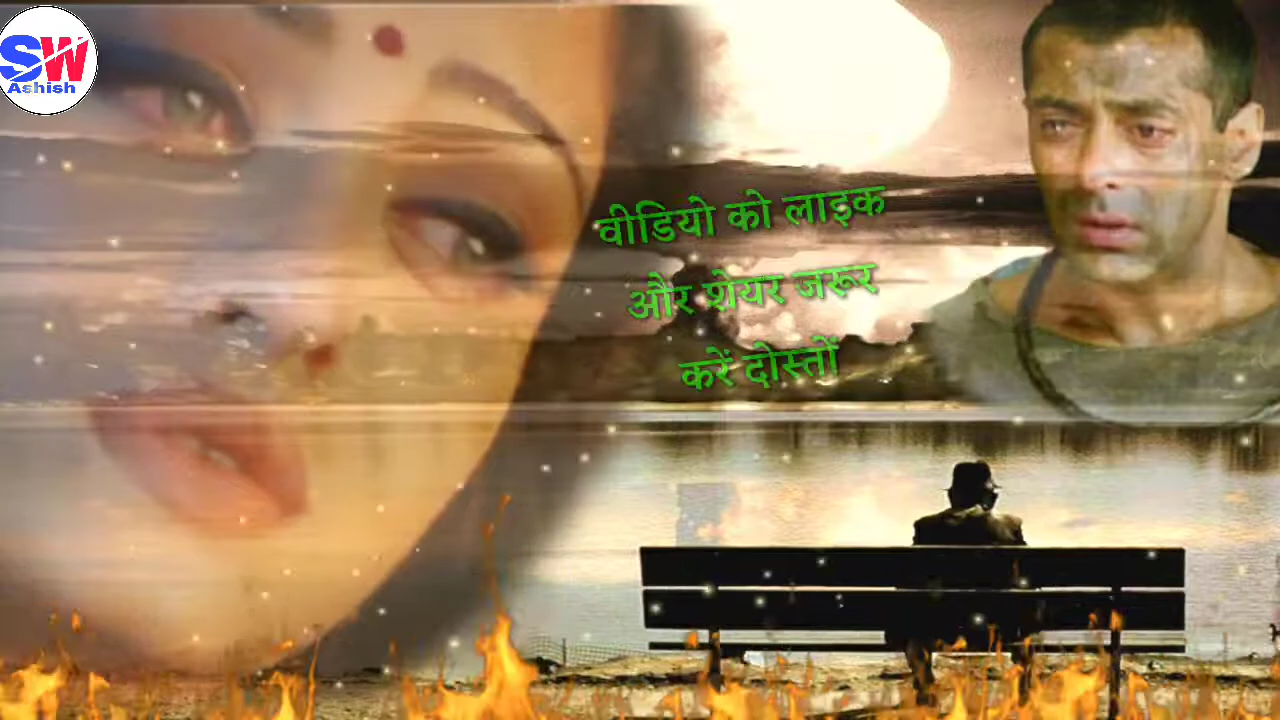 SW
Ashish
वीडियो को लाइक
और शेयर जरूर
करें दोस्तों